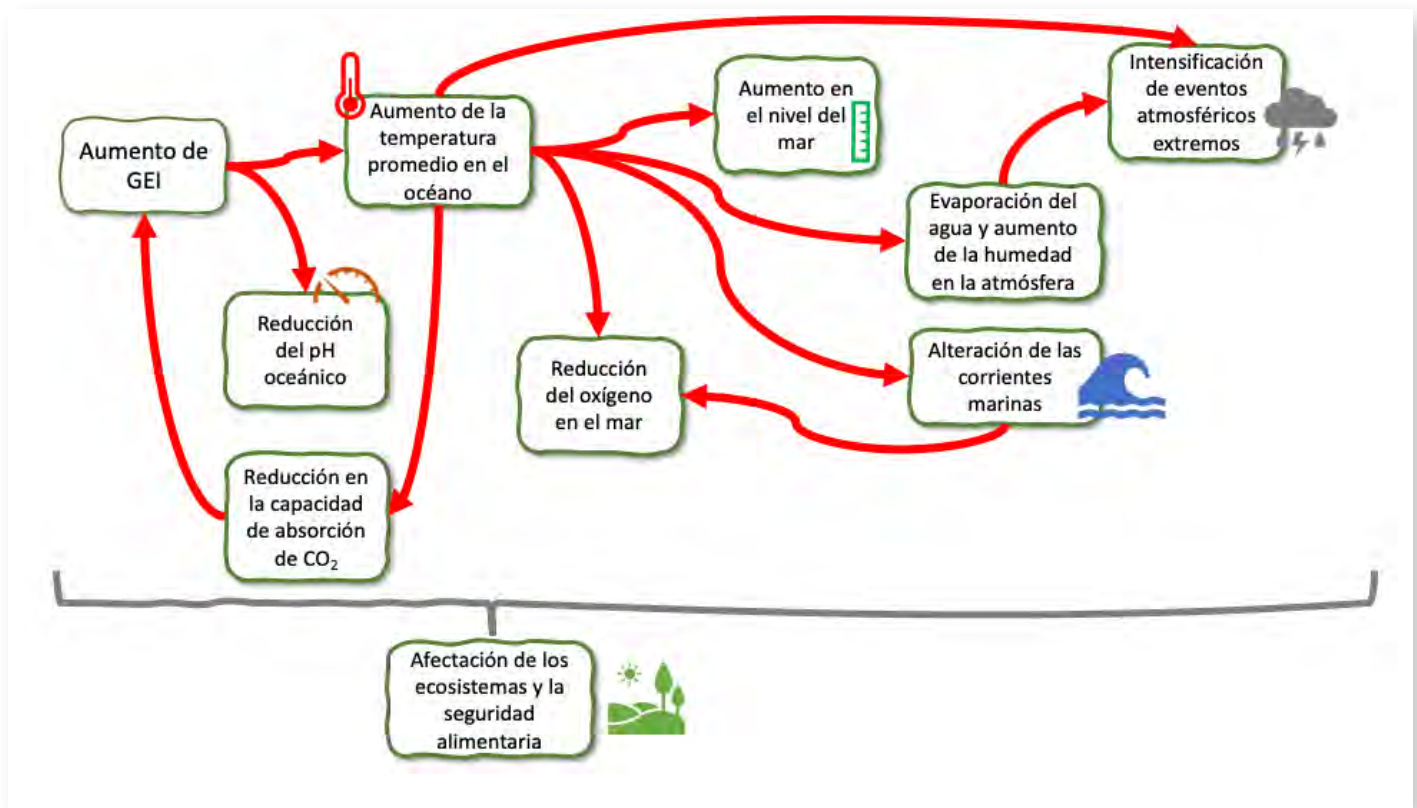 Aumento de
GEI
Aumento de la
temperatura
promedio en el
océano
Aumento en
el nivel del
mar
Intensificación
de eventos
atmosféricos
extremos
Evaporación del
agua y aumento
de la humedad
en la atmósfera
Reducción
del pH
oceánico
Reducción
del oxígeno
en el mar
Alteración de las
corrientes
marinas
Reducción en
la capacidad
de absorción
de CO₂
Afectación de los
ecosistemas y la
seguridad
alimentaria